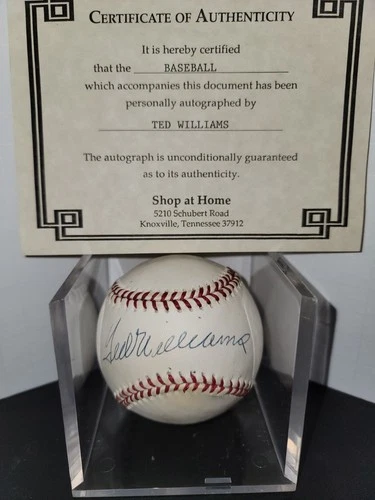 CERTIFICATE OF AUTHENTICITY
It is hereby certified
that the BASEBALL
which accompanies this document has been
personally autographed by
TED WILLIAMS
The autograph is unconditionally guaranteed
as to its authenticity.
Shop at Home
5210 Schubert Road
Knoxville, Tennessee 37912
Ted Williams